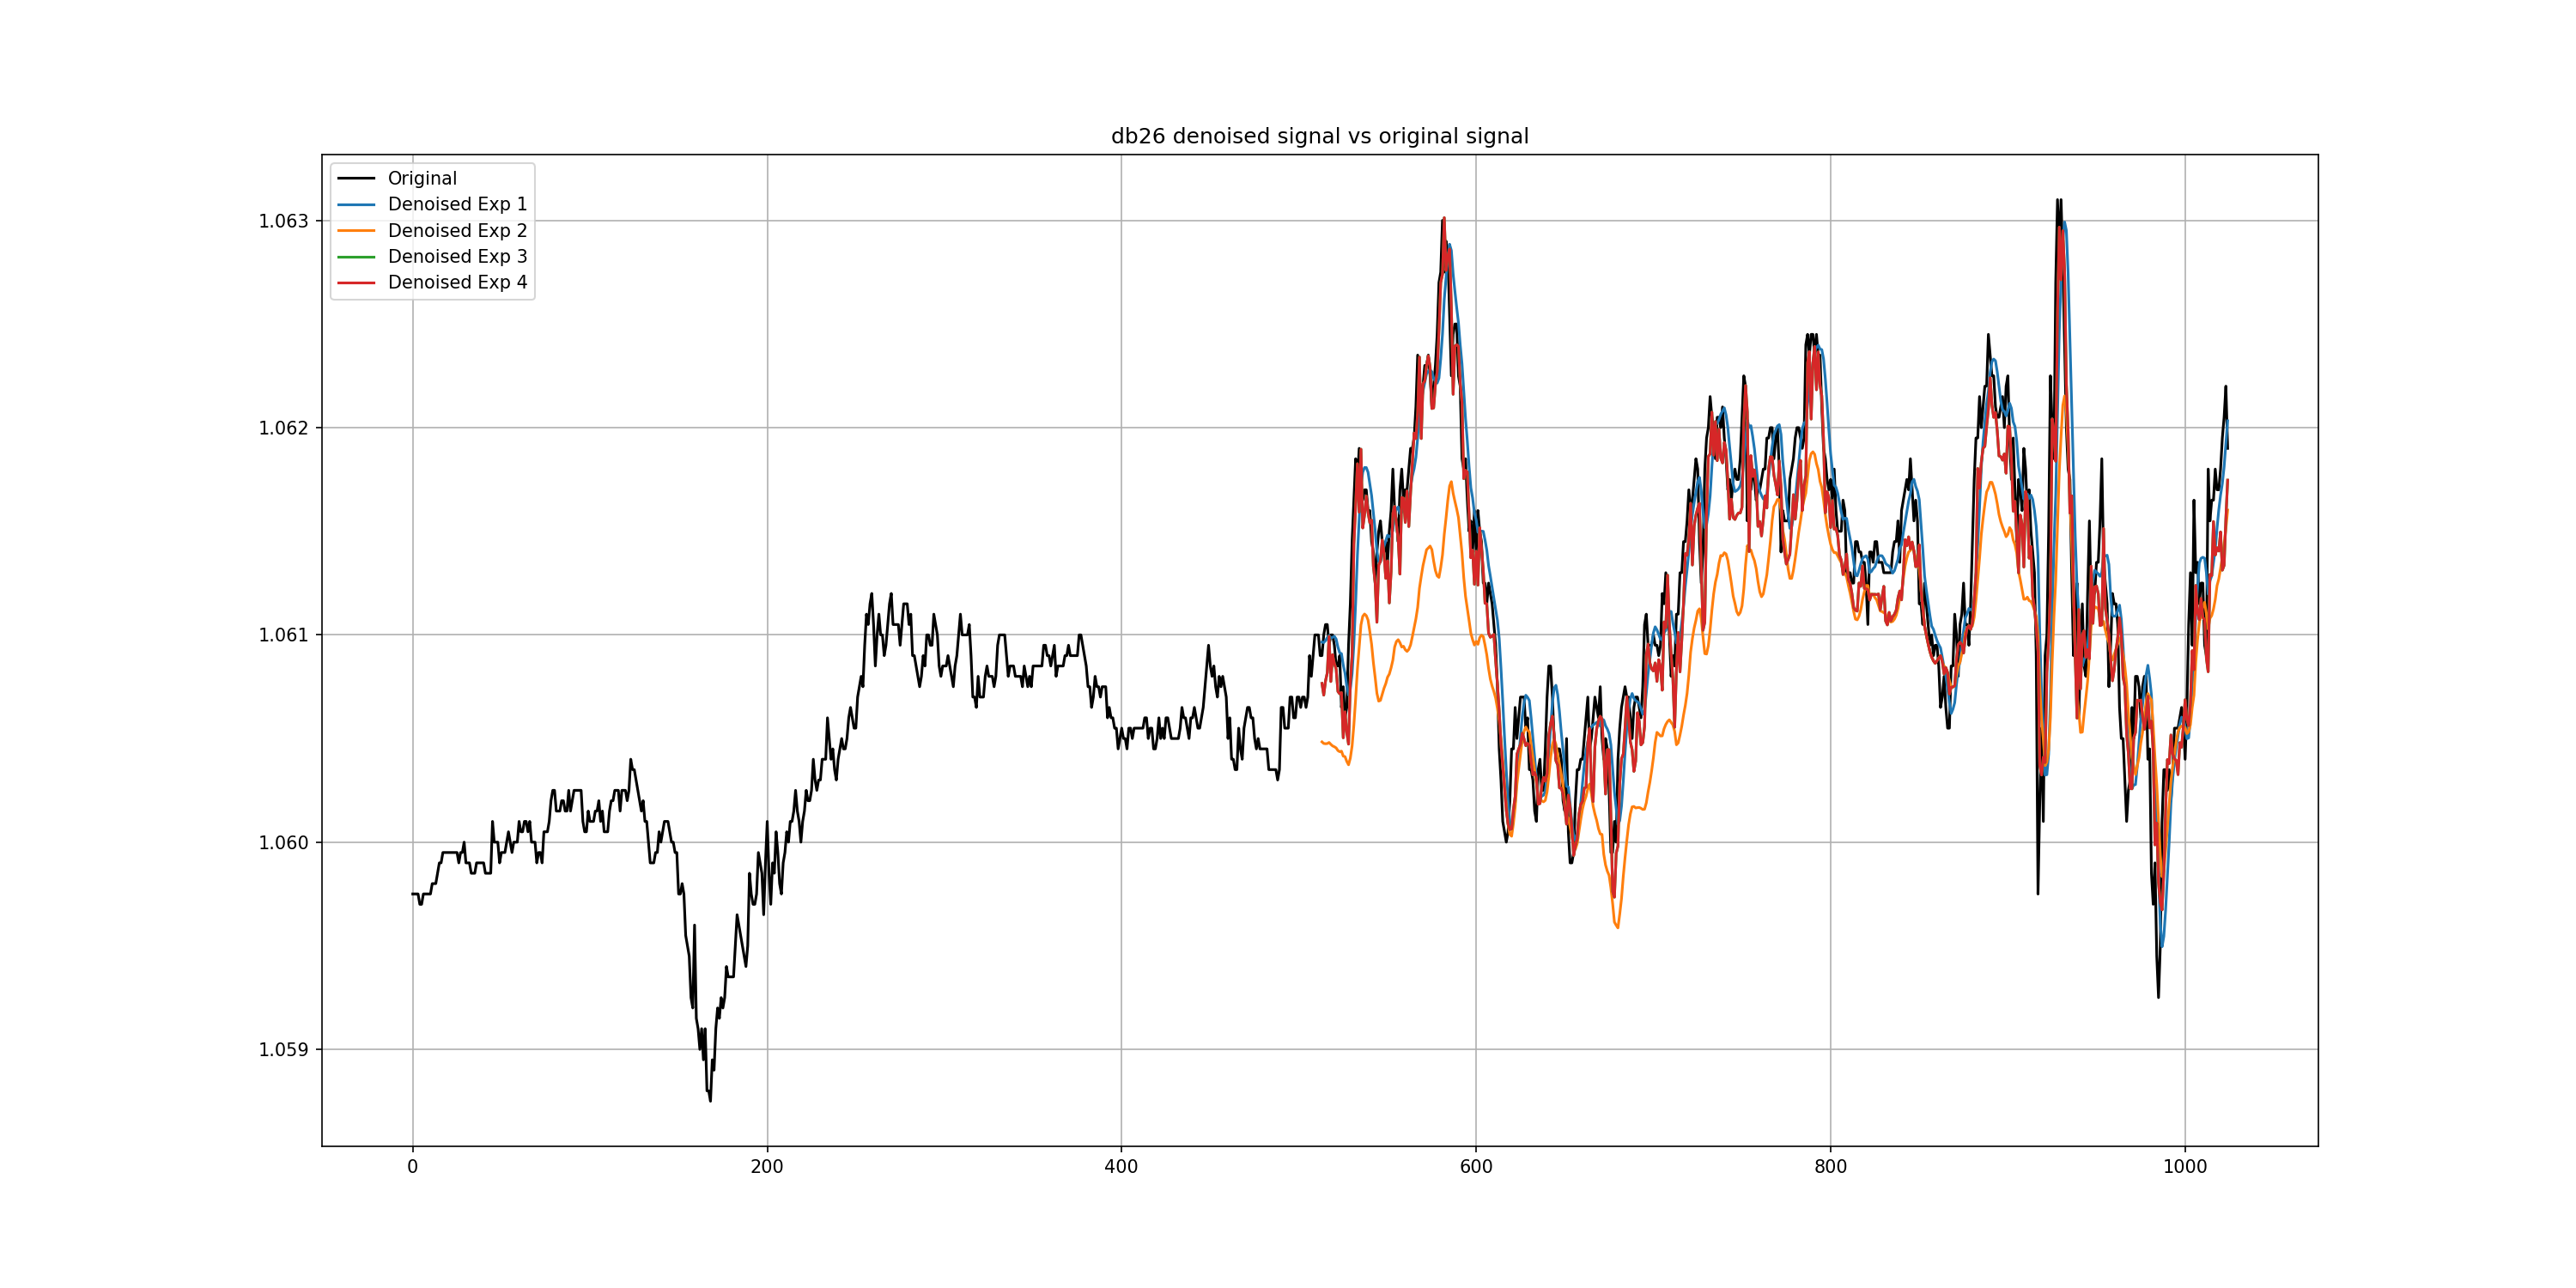 db26 denoised signal vs original signal
Original
Denoised Exp 1
Denoised Exp 2
Denoised Exp 3
Denoised Exp 4
1.063
1.062
1.061
1.060
1.059
0 200 400 600 800 1000